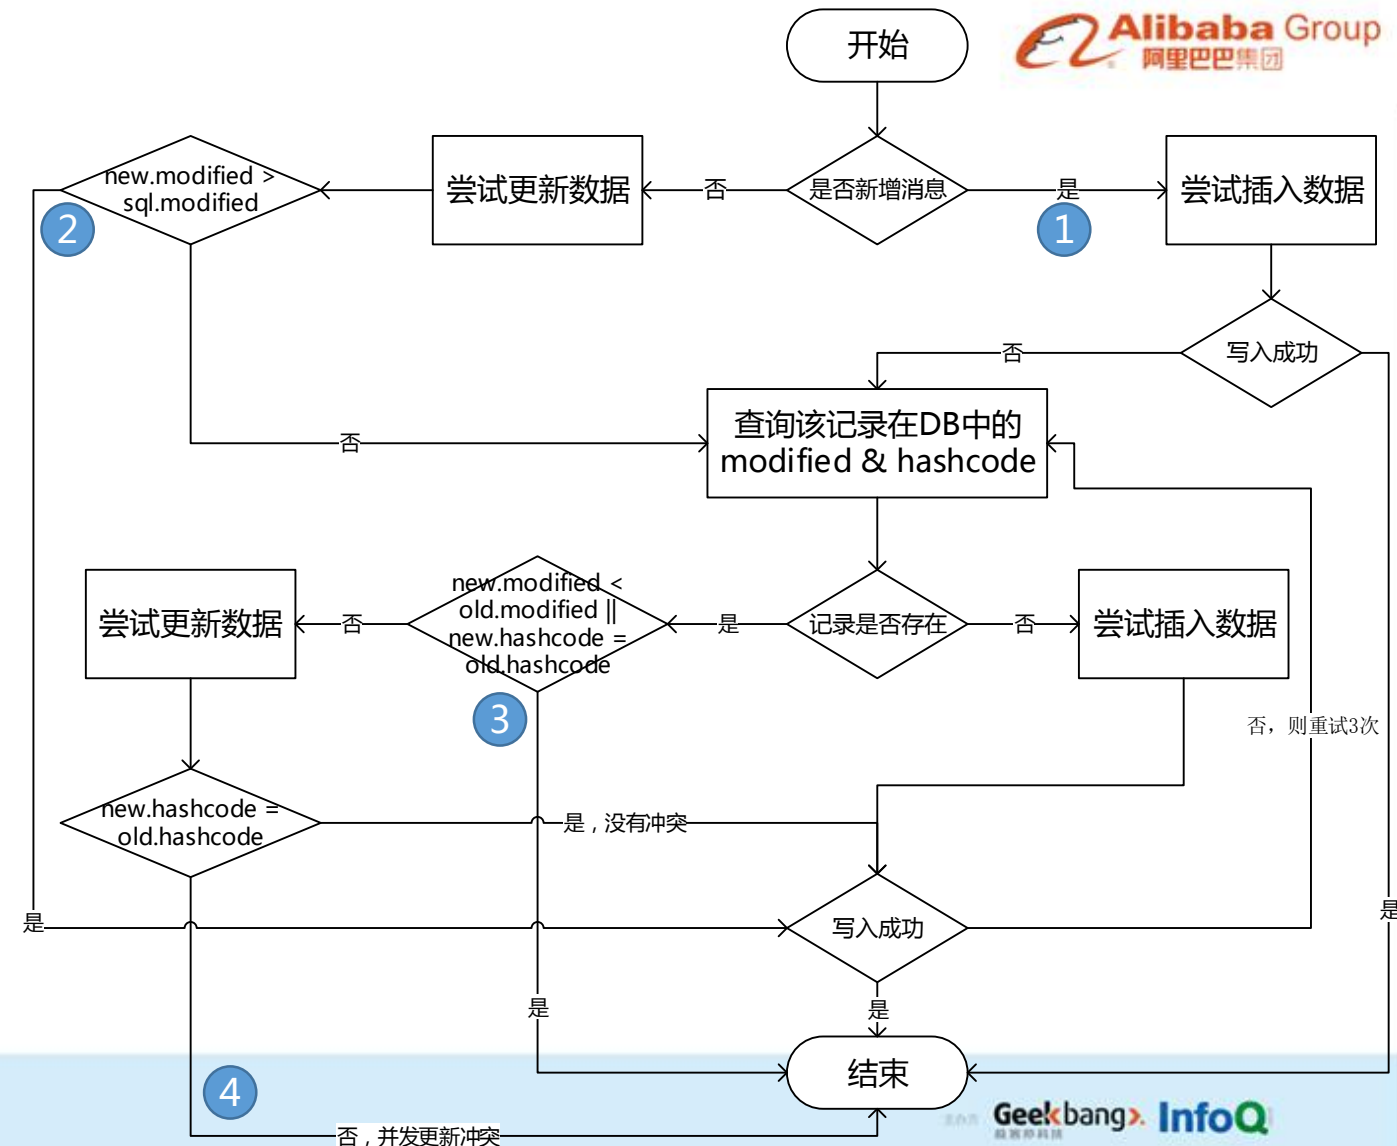 开始
Alibaba Group
阿里巴巴集团
new.modified >
sql.modified
尝试更新数据
否
是否新增消息
是
尝试插入数据
2
1
写入成功
否
是
查询该记录在DB中的
modified & hashcode
否
尝试更新数据
否
new.modified <
old.modified ||
new.hashcode =
old.hashcode
是
记录是否存在
否
尝试插入数据
3
否，则重试3次
new.hashcode =
old.hashcode
是，没有冲突
是
写入成功
是
是
结束
4
Geekbang>.
极客邦科技
InfoQ
否，并发更新冲突